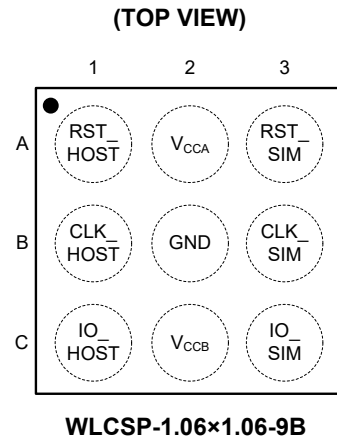 (TOP VIEW)
1 2 3
A RST_ HOST VCCA RST_ SIM
B CLK_ HOST GND CLK_ SIM
C IO_ HOST VCCB IO_ SIM
WLCSP-1.06×1.06-9B